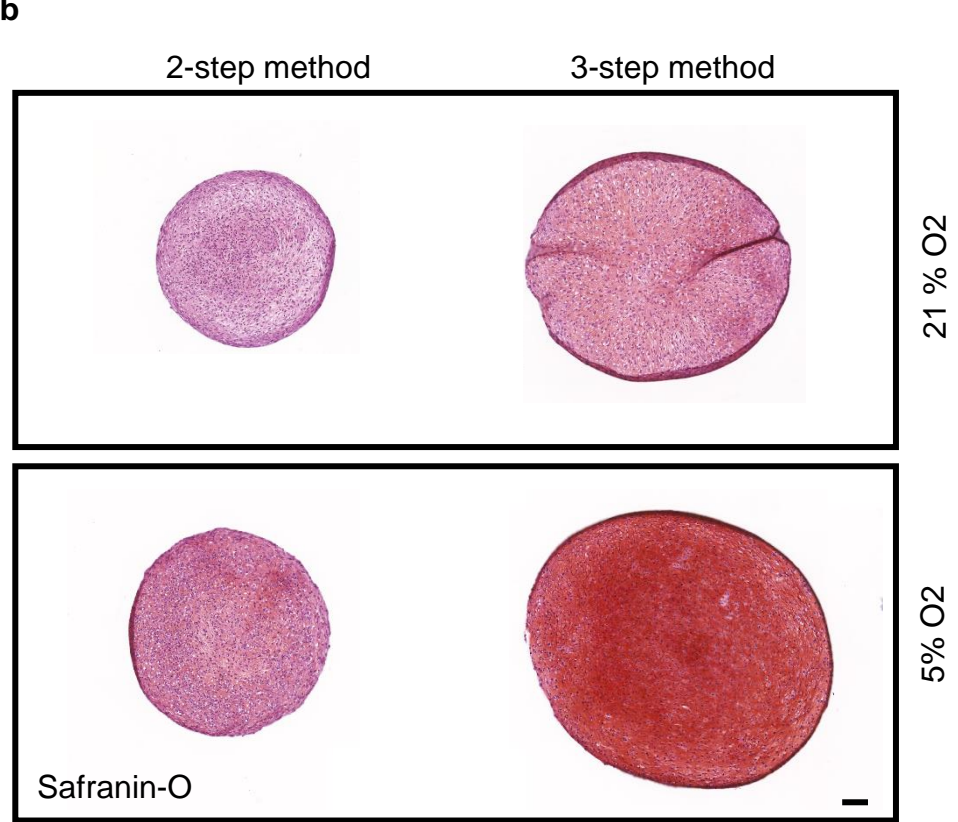 b
2-step method
3-step method
21 % O2
5% O2
Safranin-O